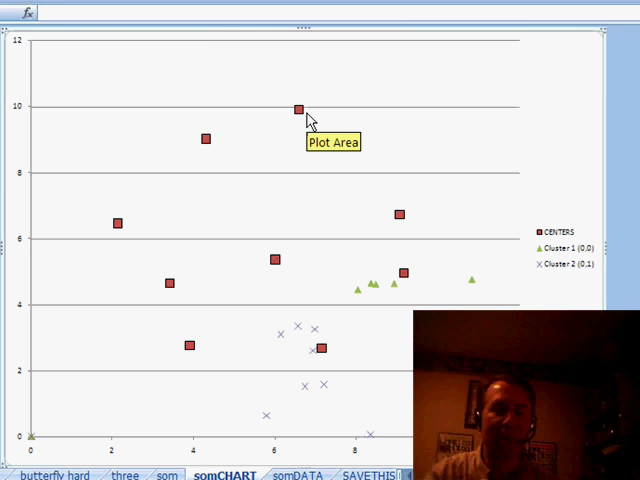 fx
12
10
8
6
4
2
0
0 2 4 6 8
Plot Area
CENTERS
Cluster 1 (0,0)
Cluster 2 (0,1)
butterfly hard three som somCHART somDATA SAVETHIS